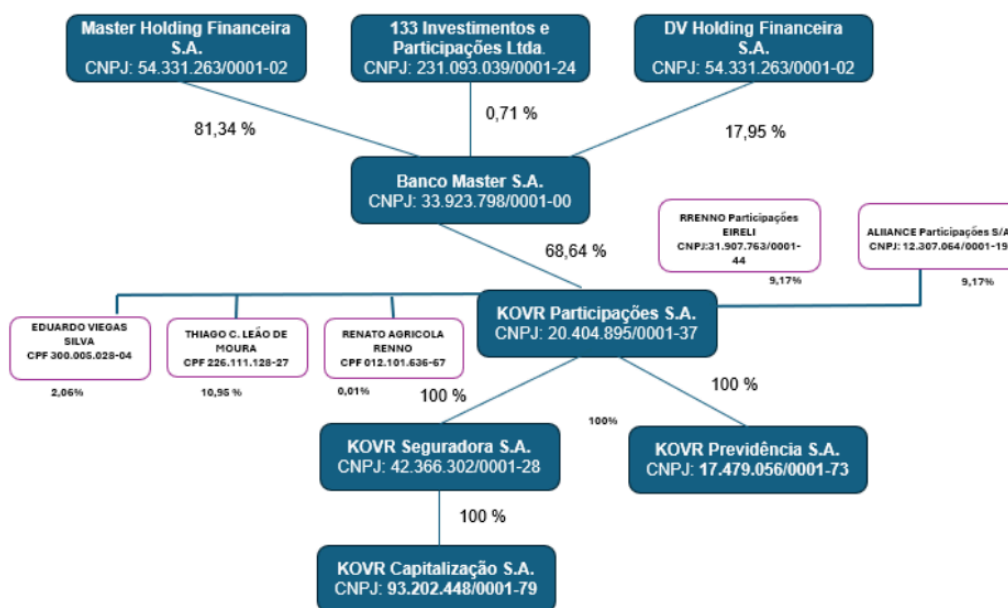 Master Holding Financeira
S.A.
CNPJ: 54.331.263/0001-02
133 Investimentos e
Participações Ltda.
CNPJ: 231.093.039/0001-24
DV Holding Financeira
S.A.
CNPJ: 54.331.263/0001-02
81,34 %
0,71 %
17,95 %
Banco Master S.A.
CNPJ: 33.923.798/0001-00
68,64 %
RRENNO Participações
EIRELI
CNPJ:31.907.763/0001-
44
9,17%
ALIIANCE Participações S/A
CNPJ: 12.307.064/0001-19
9,17%
KOVR Participações S.A.
CNPJ: 20.404.895/0001-37
EDUARDO VIEGAS
SILVA
CPF 300.005.028-04
2,06%
THIAGO C. LEÃO DE
MOURA
CPF 226.111.128-27
10,95 %
RENATO AGRICOLA
RENNO
CPF 012.101.636-67
0,01%
100 %
100 %
100%
KOVR Seguradora S.A.
CNPJ: 42.366.302/0001-28
KOVR Previdência S.A.
CNPJ: 17.479.056/0001-73
100 %
KOVR Capitalização S.A.
CNPJ: 93.202.448/0001-79